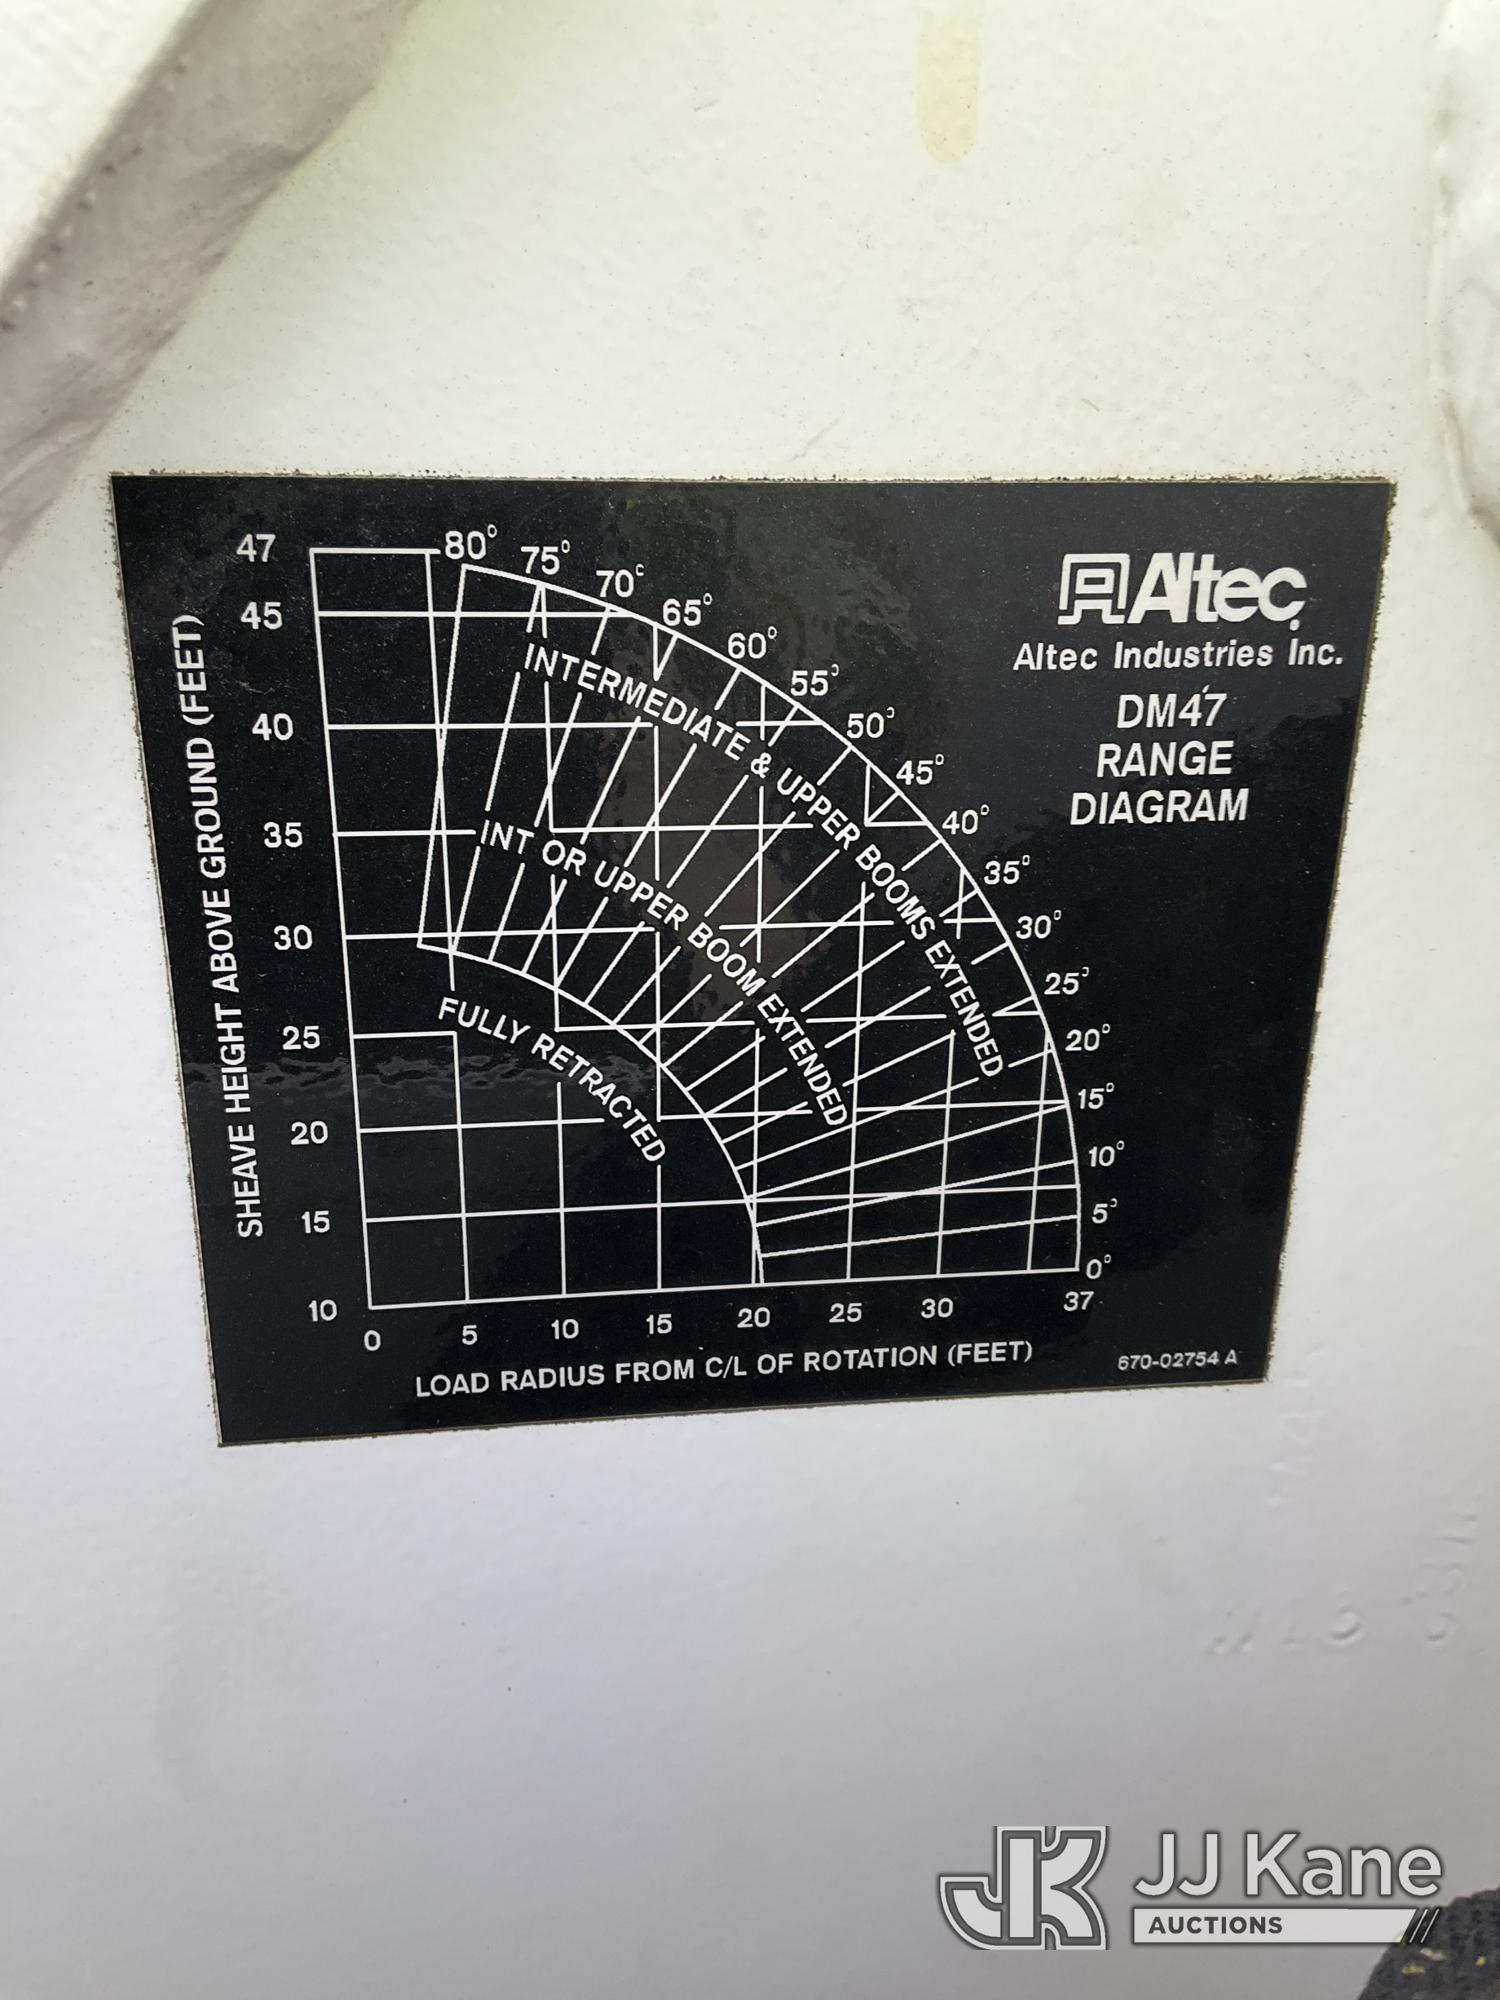 Altec
Altec Industries Inc.
DM47
RANGE
DIAGRAM
SHEAVE HEIGHT ABOVE GROUND (FEET)
47
45
40
35
30
25
20
15
10
80°
75°
70°
65°
60°
55°
50°
45°
40°
35°
30°
25°
20°
15°
10°
5°
0°
INTERMEDIATE & UPPER BOOMS EXTENDED
INT OR UPPER BOOM EXTENDED
FULLY RETRACTED
0 5 10 15 20 25 30 37
LOAD RADIUS FROM C/L OF ROTATION (FEET)
670-02754 A
JK JJ Kane
AUCTIONS